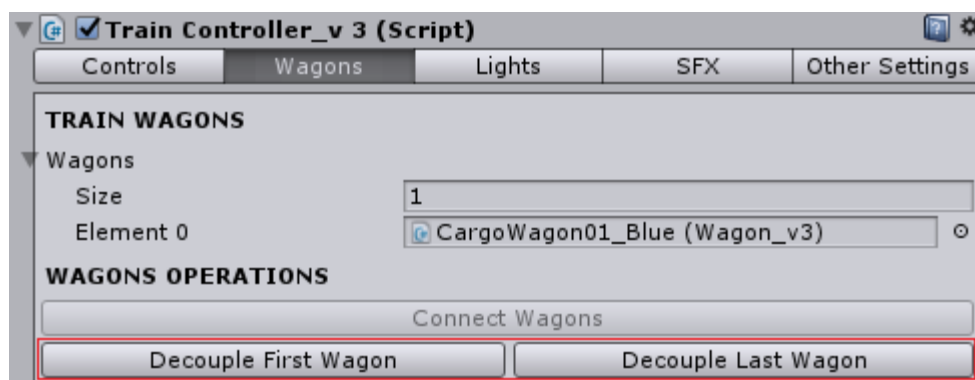 Train Controller_v 3 (Script)
Controls Wagons Lights SFX Other Settings
TRAIN WAGONS
Wagons
Size 1
Element 0 CargoWagon01_Blue (Wagon_v3)
WAGONS OPERATIONS
Connect Wagons
Decouple First Wagon Decouple Last Wagon